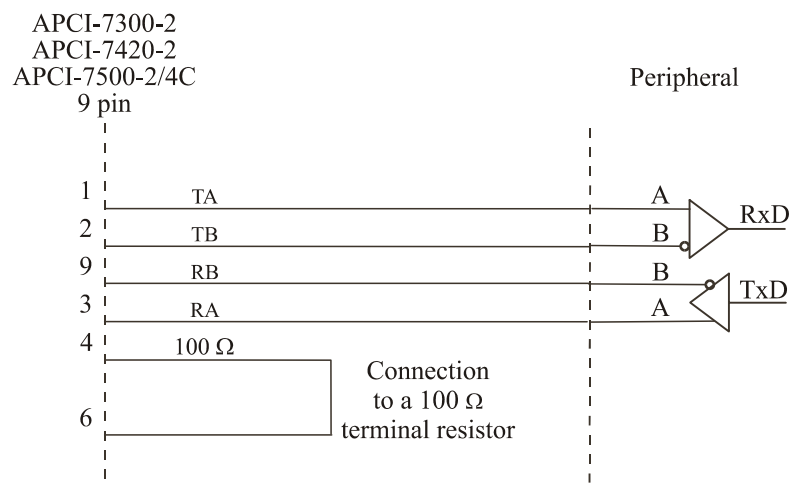 APCI-7300-2
APCI-7420-2
APCI-7500-2/4C
9 pin
Peripheral
1 TA A
RxD
2 TB B
9 RB B
TxD
3 RA A
4 100 Ω
Connection
to a 100 Ω
terminal resistor
6